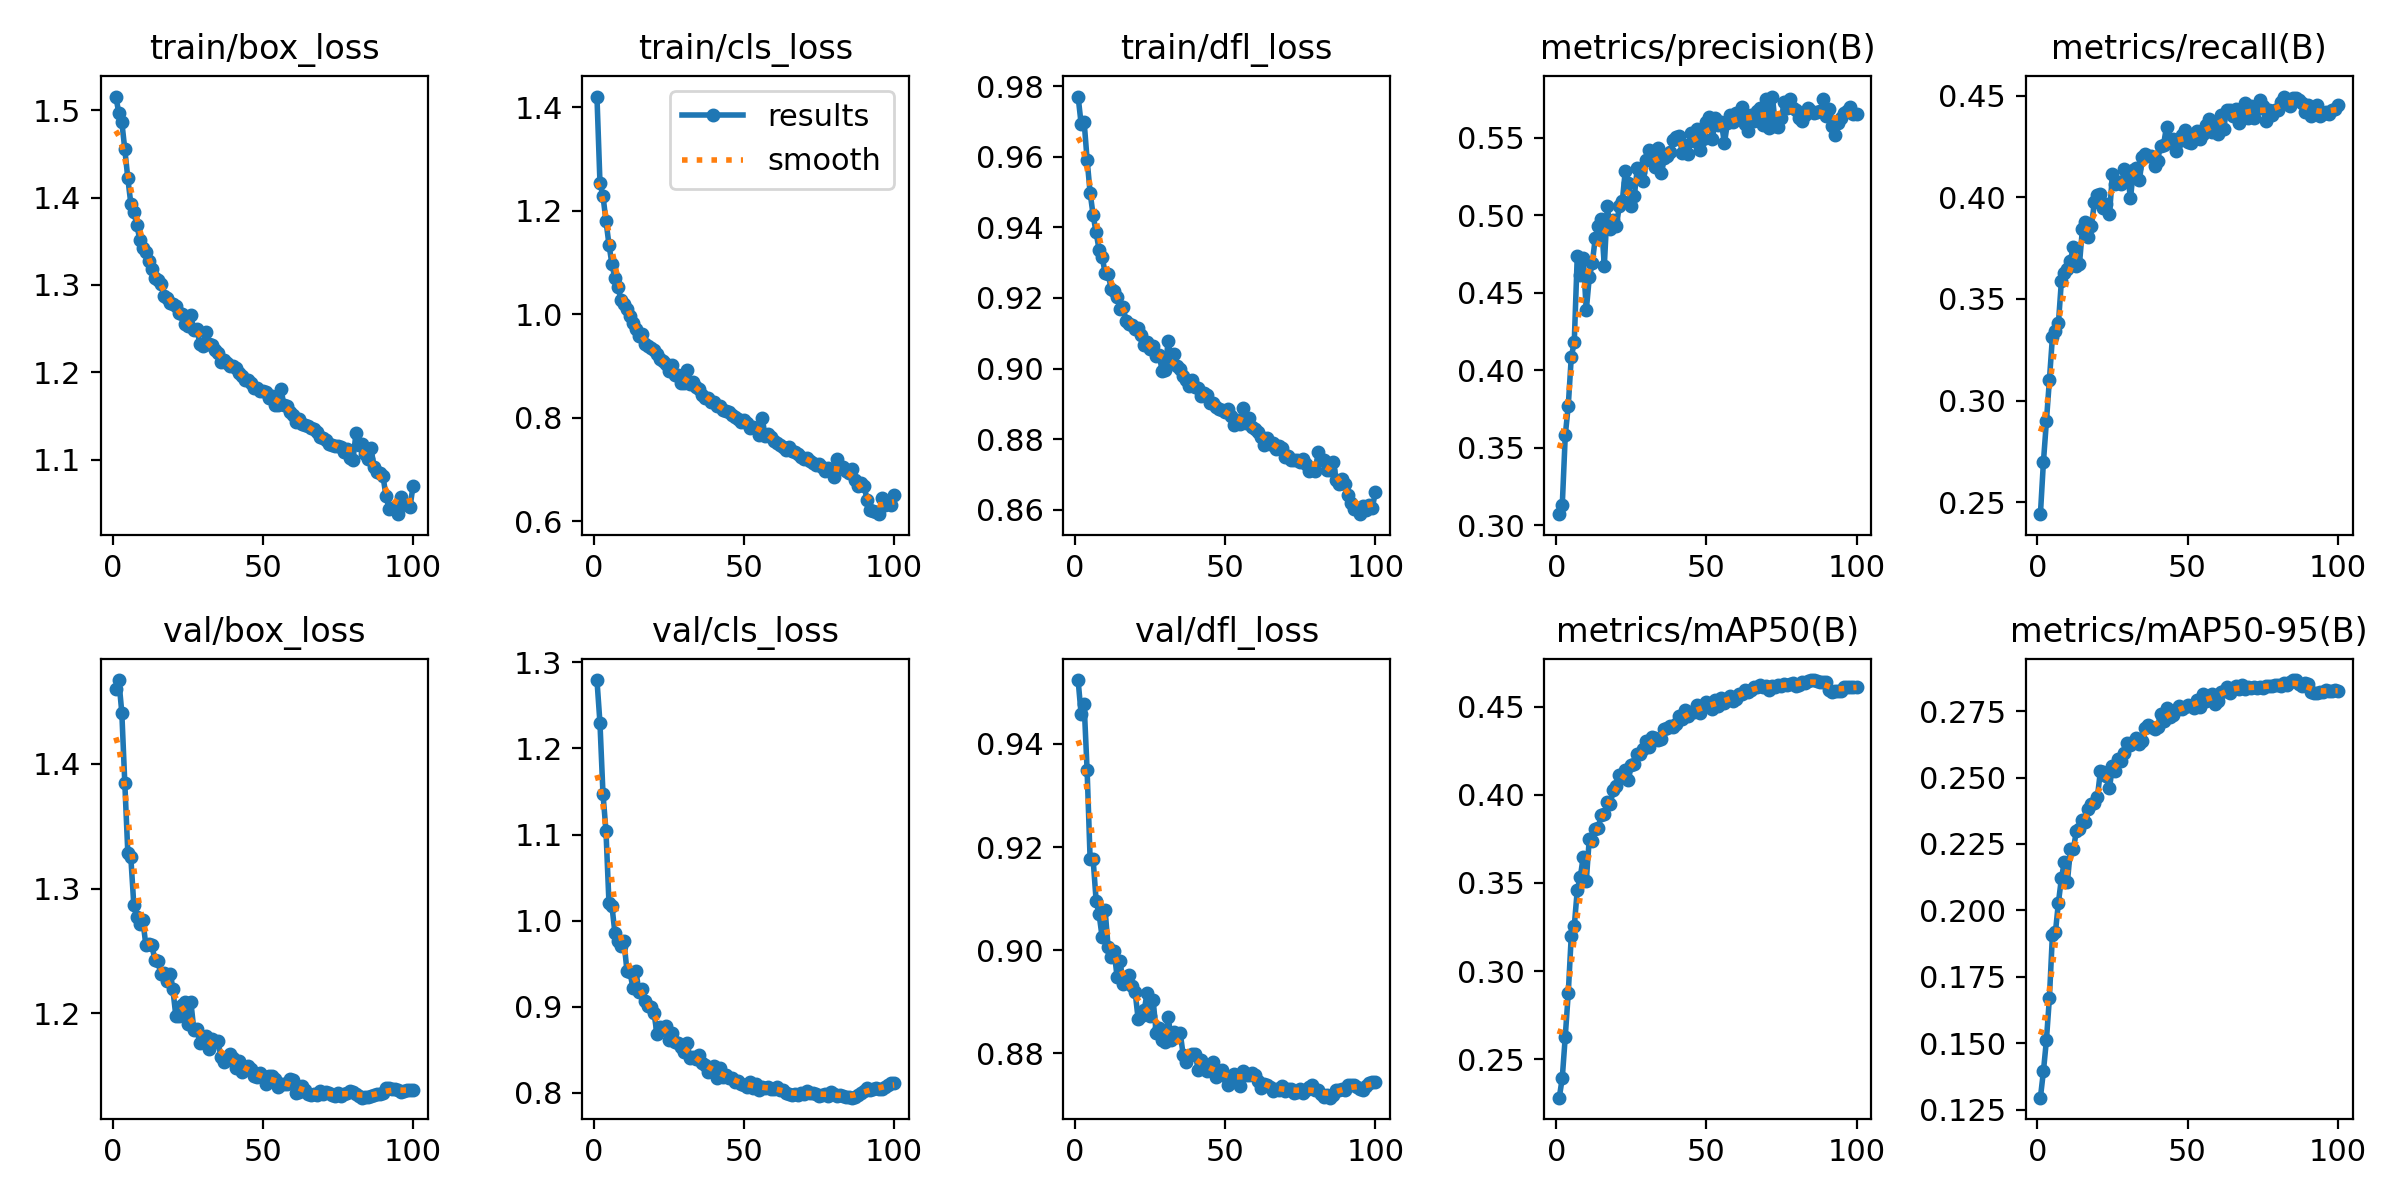 train/box_loss
1.5
1.4
1.3
1.2
1.1
0 50 100
train/cls_loss
results
smooth
1.4
1.2
1.0
0.8
0.6
0 50 100
train/dfl_loss
0.98
0.96
0.94
0.92
0.90
0.88
0.86
0 50 100
metrics/precision(B)
0.55
0.50
0.45
0.40
0.35
0.30
0 50 100
metrics/recall(B)
0.45
0.40
0.35
0.30
0.25
0 50 100
val/box_loss
1.4
1.3
1.2
0 50 100
val/cls_loss
1.3
1.2
1.1
1.0
0.9
0.8
0 50 100
val/dfl_loss
0.94
0.92
0.90
0.88
0 50 100
metrics/mAP50(B)
0.45
0.40
0.35
0.30
0.25
0 50 100
metrics/mAP50-95(B)
0.275
0.250
0.225
0.200
0.175
0.150
0.125
0 50 100